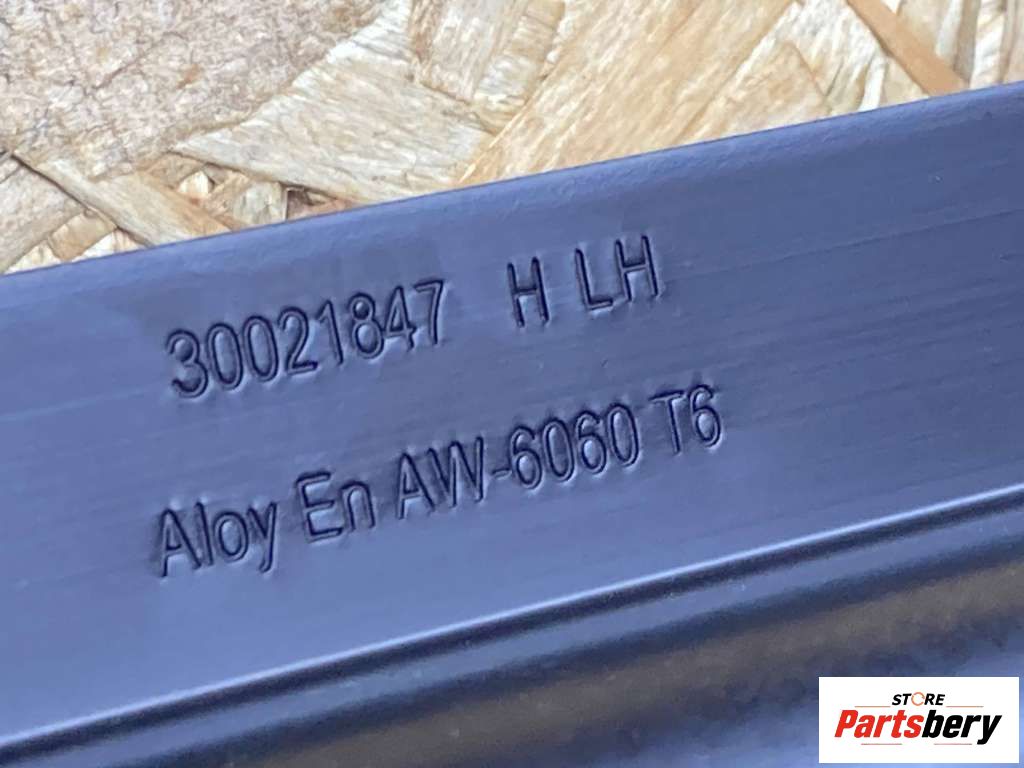 30021847 H LH
Aloy En AW-6060 T6
STORE
Partsbery